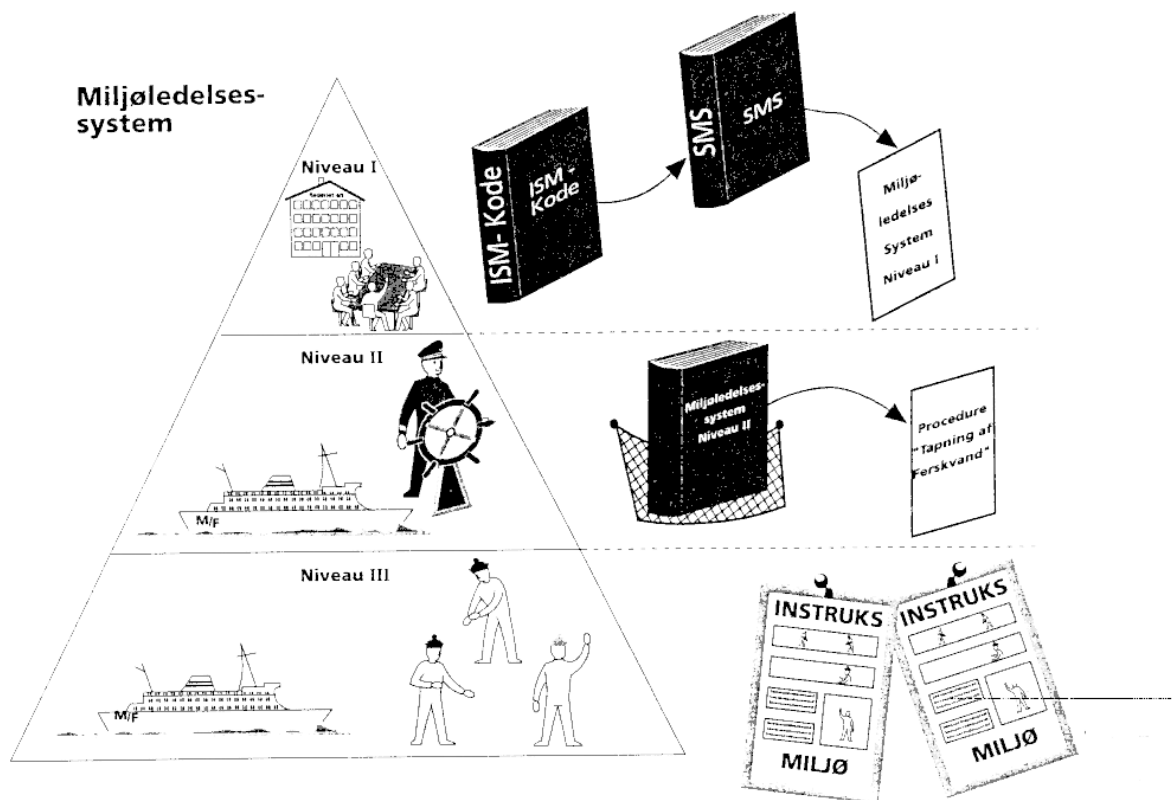 Miljøledelses-
system
Niveau I
ISM- Kode
ISM -
Kode
SMS
SMS
Miljø-
ledelses
System
Niveau I
Niveau II
M/F
Miljøledelses-
system
Niveau II
Procedure
"Tapning af
Ferskvand"
Niveau III
M/F
INSTRUKS
MILJØ
INSTRUKS
MILJØ